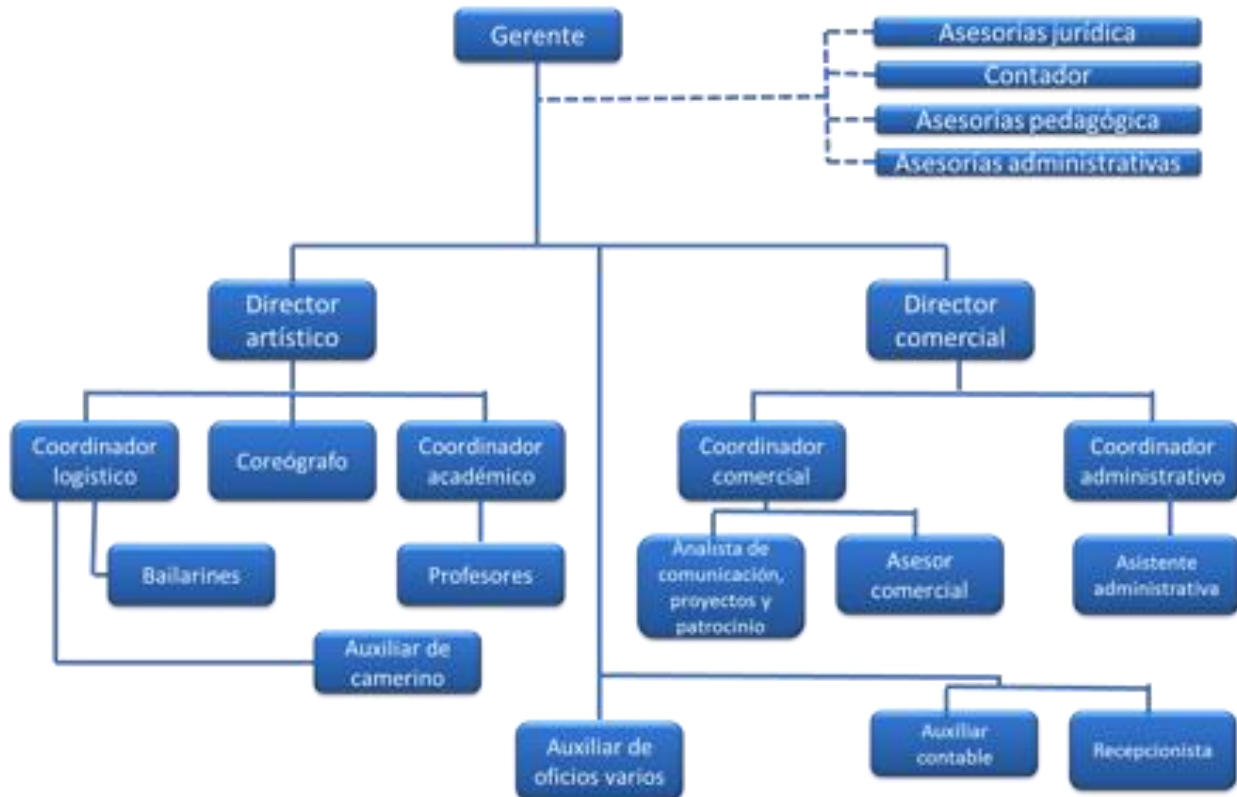 Gerente
Asesorías jurídica
Contador
Asesorías pedagógica
Asesorías administrativas
Director
artístico
Director
comercial
Coordinador
logístico
Coreógrafo
Coordinador
académico
Coordinador
comercial
Coordinador
administrativo
Bailarines
Profesores
Analista de
comunicación,
proyectos y
patrocinio
Asesor
comercial
Asistente
administrativa
Auxiliar de
camerino
Auxiliar de
oficios varios
Auxiliar
contable
Recepcionista